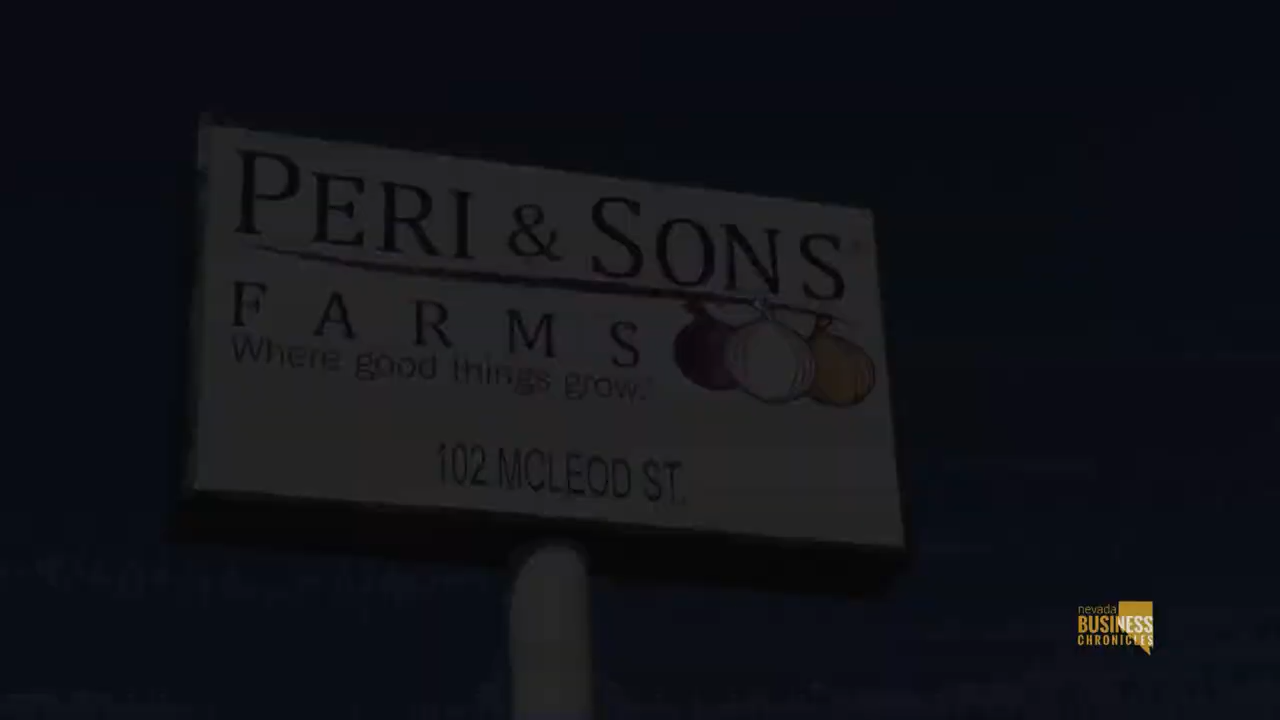 PERI & SONS
FARMS
Where good things grow.
102 MCLEOD ST.
nevada
BUSINESS
CHRONICLES